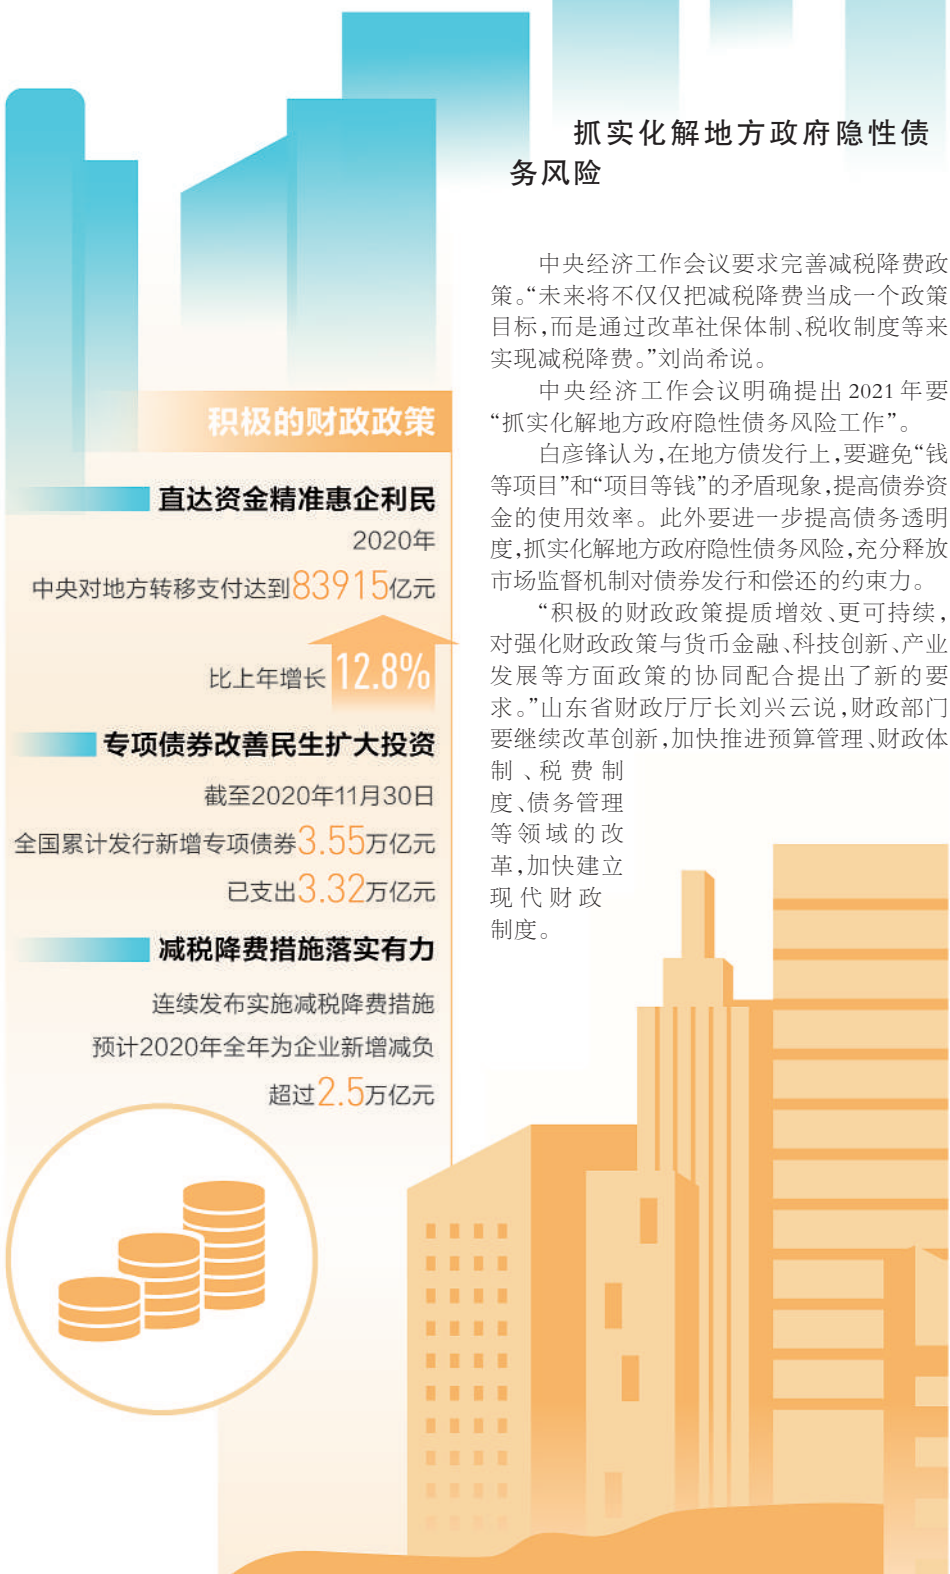 抓实化解地方政府隐性债
务风险
中央经济工作会议要求完善减税降费政
策。“未来将不仅仅把减税降费当成一个政策
目标,而是通过改革社保体制、税收制度等来
实现减税降费。”刘尚希说。
中央经济工作会议明确提出2021年要
“抓实化解地方政府隐性债务风险工作”。
白彦锋认为,在地方债发行上,要避免“钱
等项目”和“项目等钱”的矛盾现象,提高债券资
金的使用效率。此外要进一步提高债务透明
度,抓实化解地方政府隐性债务风险,充分释放
市场监督机制对债券发行和偿还的约束力。
“积极的财政政策提质增效、更可持续,
对强化财政政策与货币金融、科技创新、产业
发展等方面政策的协同配合提出了新的要
求。”山东省财政厅厅长刘兴云说,财政部门
要继续改革创新,加快推进预算管理、财政体
制、税费制
度、债务管理
等领域的改
革,加快建立
现代财政
制度。
积极的财政政策
直达资金精准惠企利民
2020年
中央对地方转移支付达到83915亿元
比上年增长12.8%
专项债券改善民生扩大投资
截至2020年11月30日
全国累计发行新增专项债券3.55万亿元
已支出3.32万亿元
减税降费措施落实有力
连续发布实施减税降费措施
预计2020年全年为企业新增减负
超过2.5万亿元